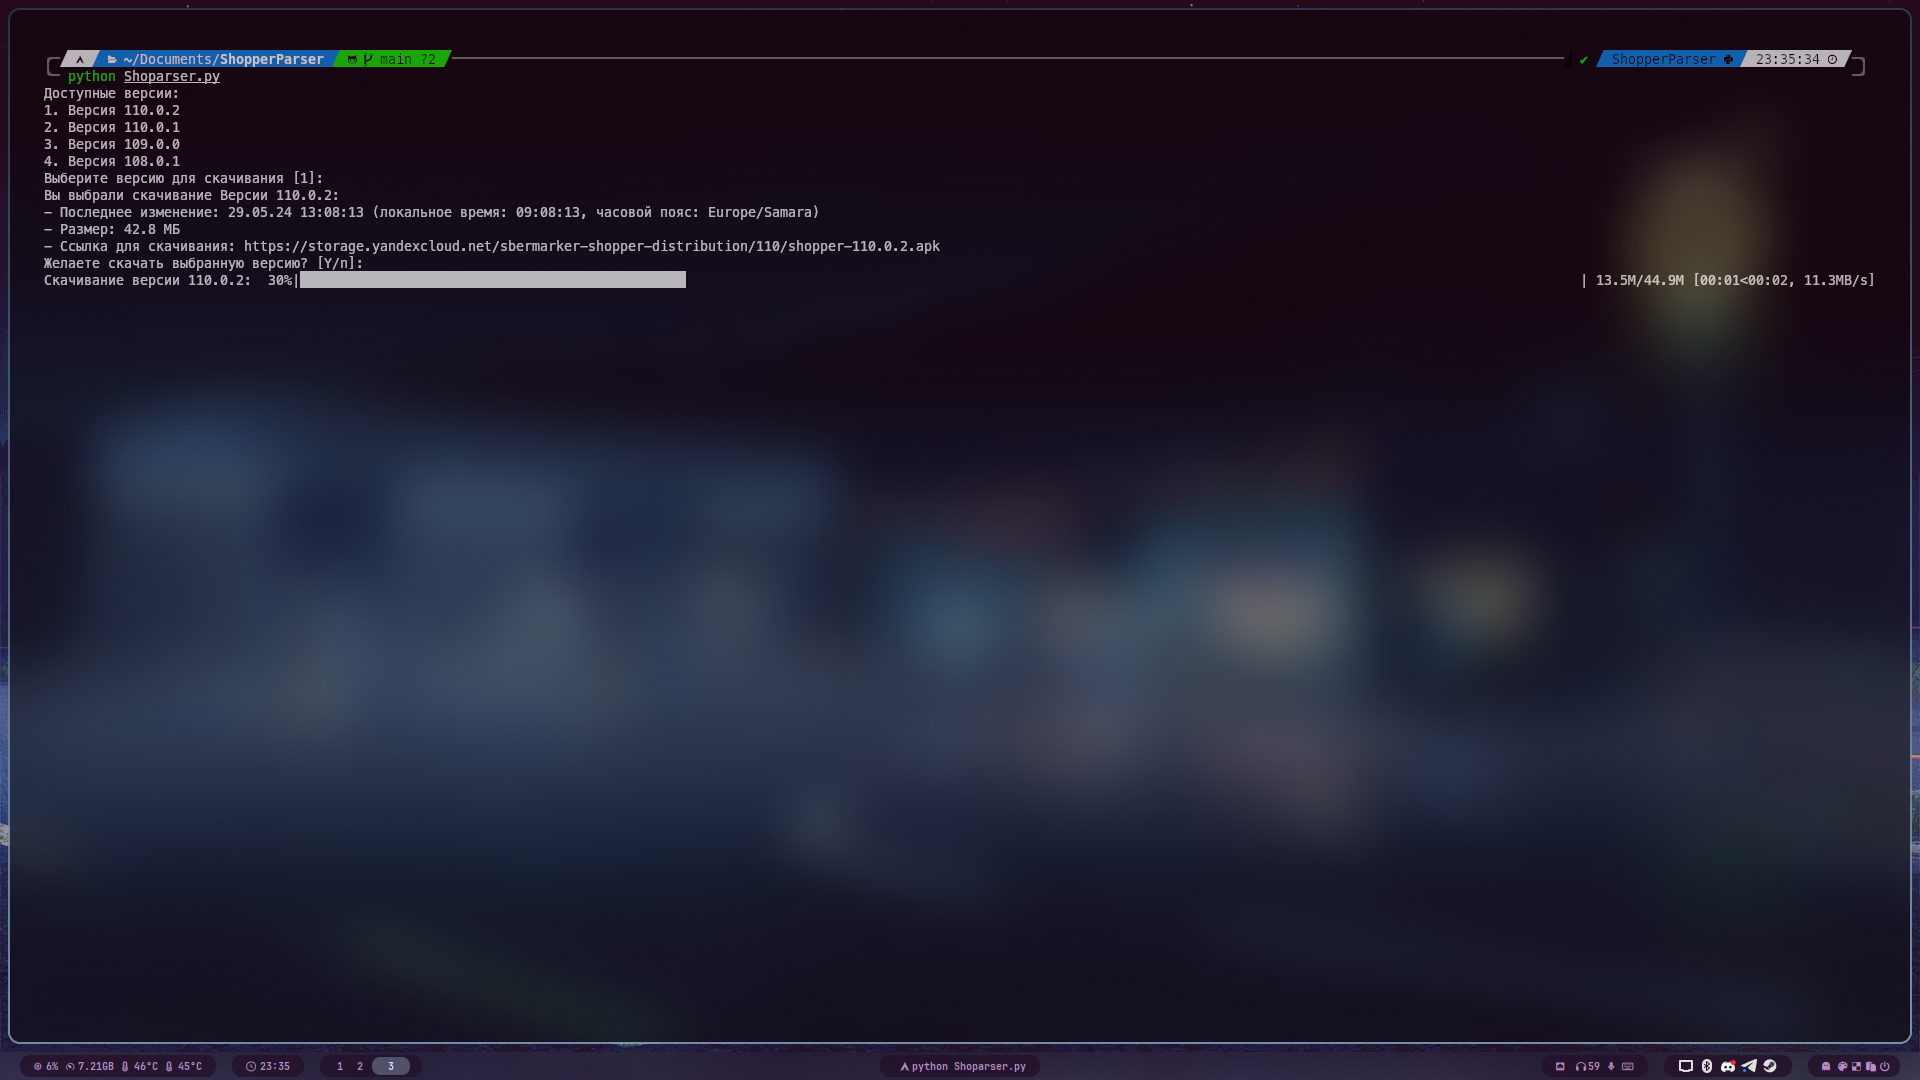 ~/Documents/ShopperParser main ?2 ✔ ShopperParser 23:35:34
python Shoparser.py
Доступные версии:
1. Версия 110.0.2
2. Версия 110.0.1
3. Версия 109.0.0
4. Версия 108.0.1
Выберите версию для скачивания [1]:
Вы выбрали скачивание Версии 110.0.2:
– Последнее изменение: 29.05.24 13:08:13 (локальное время: 09:08:13, часовой пояс: Europe/Samara)
– Размер: 42.8 МБ
– Ссылка для скачивания: https://storage.yandexcloud.net/sbermarker-shopper-distribution/110/shopper-110.0.2.apk
Желаете скачать выбранную версию? [Y/n]:
Скачивание версии 110.0.2: 30%| | 13.5M/44.9M [00:01<00:02, 11.3MB/s]
6% 7.21GB 46°C 45°C 23:35 1 2 3 python Shoparser.py 59